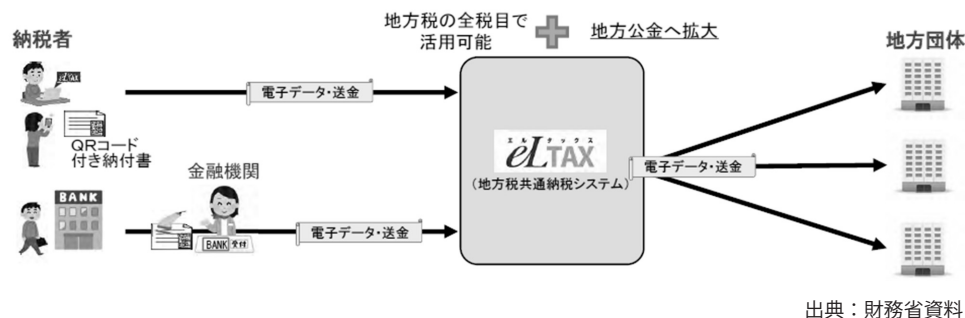 地方税の全税目で
活用可能
地方公金へ拡大
納税者
地方団体
eLTAX
電子データ・送金
QRコード
付き納付書
エルタックス
eLTAX
(地方税共通納税システム)
電子データ・送金
金融機関
BANK
BANK 受付
電子データ・送金
出典：財務省資料